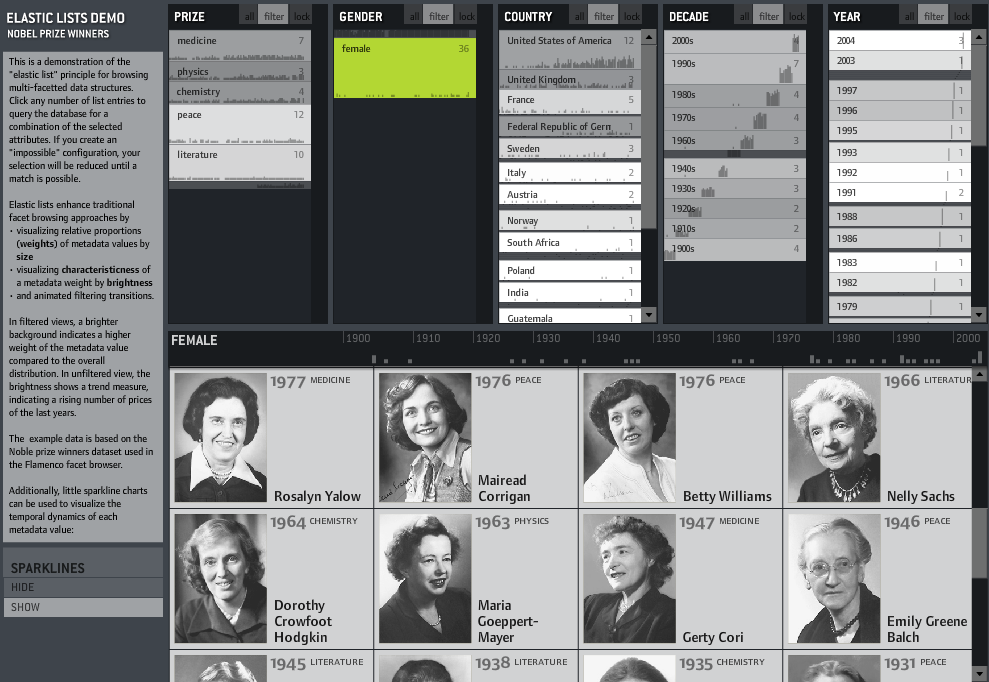 ELASTIC LISTS DEMO
NOBEL PRIZE WINNERS
This is a demonstration of the
"elastic list" principle for browsing
multi-facetted data structures.
Click any number of list entries to
query the database for a
combination of the selected
attributes. If you create an
"impossible" configuration, your
selection will be reduced until a
match is possible.
Elastic lists enhance traditional
facet browsing approaches by
• visualizing relative proportions
(weights) of metadata values by
size
• visualizing characteristicness of
a metadata weight by brightness
• and animated filtering transitions.
In filtered views, a brighter
background indicates a higher
weight of the metadata value
compared to the overall
distribution. In unfiltered view, the
brightness shows a trend measure,
indicating a rising number of prices
of the last years.
The example data is based on the
Noble prize winners dataset used in
the Flamenco facet browser.
Additionally, little sparkline charts
can be used to visualize the
temporal dynamics of each
metadata value:
SPARKLINES
HIDE
SHOW
PRIZE all filter lock
medicine 7
physics 3
chemistry 4
peace 12
literature 10
GENDER all filter lock
female 36
COUNTRY all filter lock
United States of America 12
United Kingdom 3
France 5
Federal Republic of Germ 1
Sweden 3
Italy 2
Austria 2
Norway 1
South Africa 1
Poland 1
India 1
Guatemala 1
DECADE all filter lock
2000s 4
1990s 7
1980s 4
1970s 4
1960s 3
1940s 3
1930s 3
1920s 2
1910s 2
1900s 4
YEAR all filter lock
2004 3
2003 1
1997 1
1996 1
1995 1
1993 1
1992 1
1991 2
1988 1
1986 1
1983 1
1982 1
1979 1
FEMALE 1900 1910 1920 1930 1940 1950 1960 1970 1980 1990 2000
1977 MEDICINE
Rosalyn Yalow
1976 PEACE
Mairead
Corrigan
1976 PEACE
Betty Williams
1966 LITERATUR
Nelly Sachs
1964 CHEMISTRY
Dorothy
Crowfoot
Hodgkin
1963 PHYSICS
Maria
Goeppert-
Mayer
1947 MEDICINE
Gerty Cori
1946 PEACE
Emily Greene
Balch
1945 LITERATURE
1938 LITERATURE
1935 CHEMISTRY
1931 PEACE